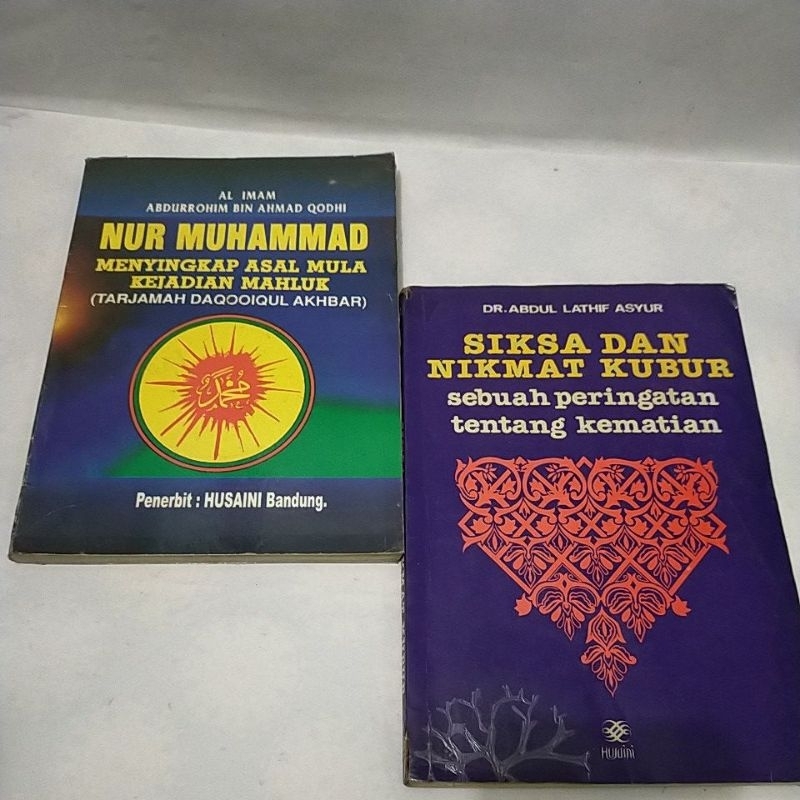 AL IMAM
ABDURROHIM BIN AHMAD QODHI
NUR MUHAMMAD
MENYINGKAP ASAL MULA
KEJADIAN MAHLUK
(TARJAMAH DAQOOIQUL AKHBAR)
محمد
Penerbit : HUSAINI Bandung.
DR. ABDUL LATHIF ASYUR
SIKSA DAN
NIKMAT KUBUR
sebuah peringatan
tentang kematian
HUsaini